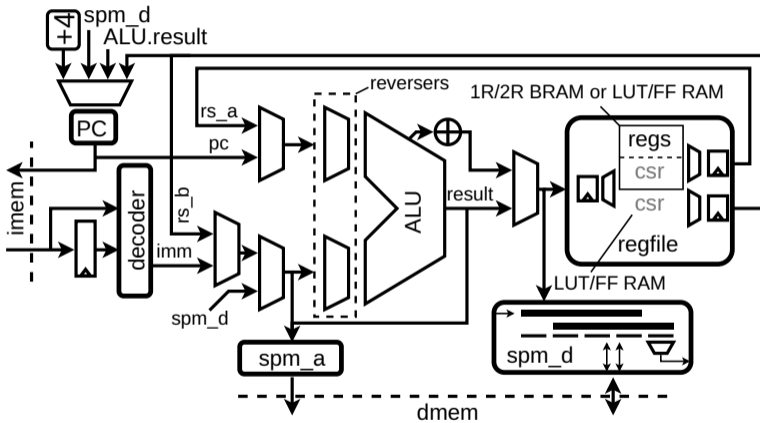 +4
spm_d
ALU.result
PC
imem
decoder
rs_a
pc
rs_b
imm
spm_d
reversers
ALU
result
1R/2R BRAM or LUT/FF RAM
regs
csr
csr
regfile
LUT/FF RAM
spm_a
spm_d
dmem